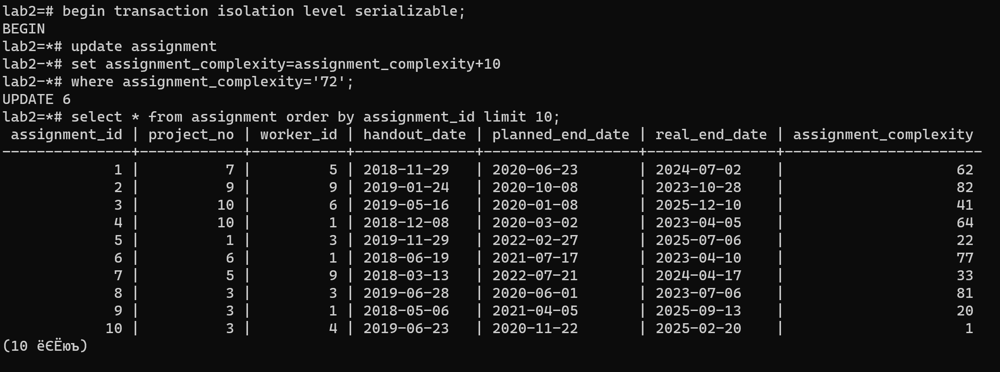 lab2=# begin transaction isolation level serializable;
BEGIN
lab2=*# update assignment
lab2-*# set assignment_complexity=assignment_complexity+10
lab2-*# where assignment_complexity='72';
UPDATE 6
lab2=*# select * from assignment order by assignment_id limit 10;
 assignment_id | project_no | worker_id | handout_date | planned_end_date | real_end_date | assignment_complexity
---------------+------------+-----------+--------------+------------------+---------------+-----------------------
             1 |          7 |         5 | 2018-11-29   | 2020-06-23       | 2024-07-02    |                    62
             2 |          9 |         9 | 2019-01-24   | 2020-10-08       | 2023-10-28    |                    82
             3 |         10 |         6 | 2019-05-16   | 2020-01-08       | 2025-12-10    |                    41
             4 |         10 |         1 | 2018-12-08   | 2020-03-02       | 2023-04-05    |                    64
             5 |          1 |         3 | 2019-11-29   | 2022-02-27       | 2025-07-06    |                    22
             6 |          6 |         1 | 2018-06-19   | 2021-07-17       | 2023-04-10    |                    77
             7 |          5 |         9 | 2018-03-13   | 2022-07-21       | 2024-04-17    |                    33
             8 |          3 |         3 | 2019-06-28   | 2020-06-01       | 2023-07-06    |                    81
             9 |          3 |         1 | 2018-05-06   | 2021-04-05       | 2025-09-13    |                    20
            10 |          3 |         4 | 2019-06-23   | 2020-11-22       | 2025-02-20    |                     1
(10 ёЄЁюъ)